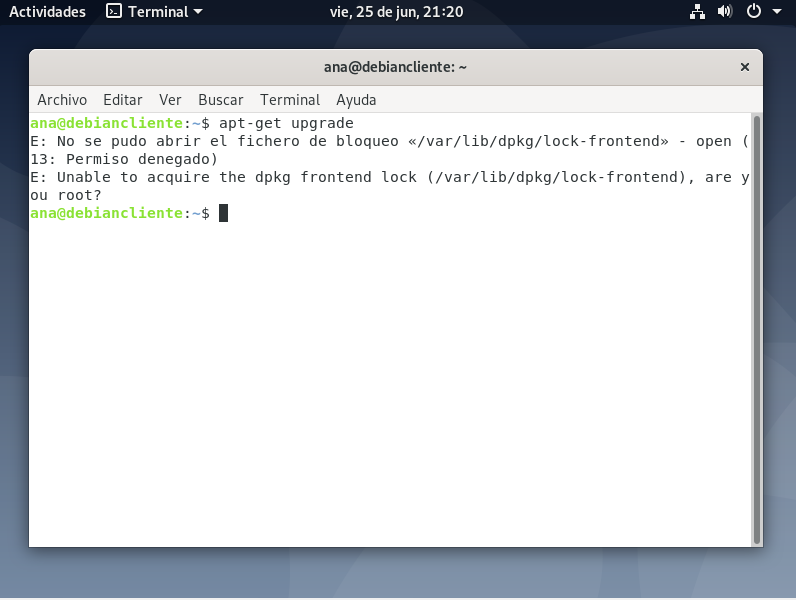 Actividades Terminal vie, 25 de jun, 21:20
ana@debiancliente: ~ ×
Archivo Editar Ver Buscar Terminal Ayuda
ana@debiancliente:~$ apt-get upgrade
E: No se pudo abrir el fichero de bloqueo «/var/lib/dpkg/lock-frontend» - open (
13: Permiso denegado)
E: Unable to acquire the dpkg frontend lock (/var/lib/dpkg/lock-frontend), are y
ou root?
ana@debiancliente:~$